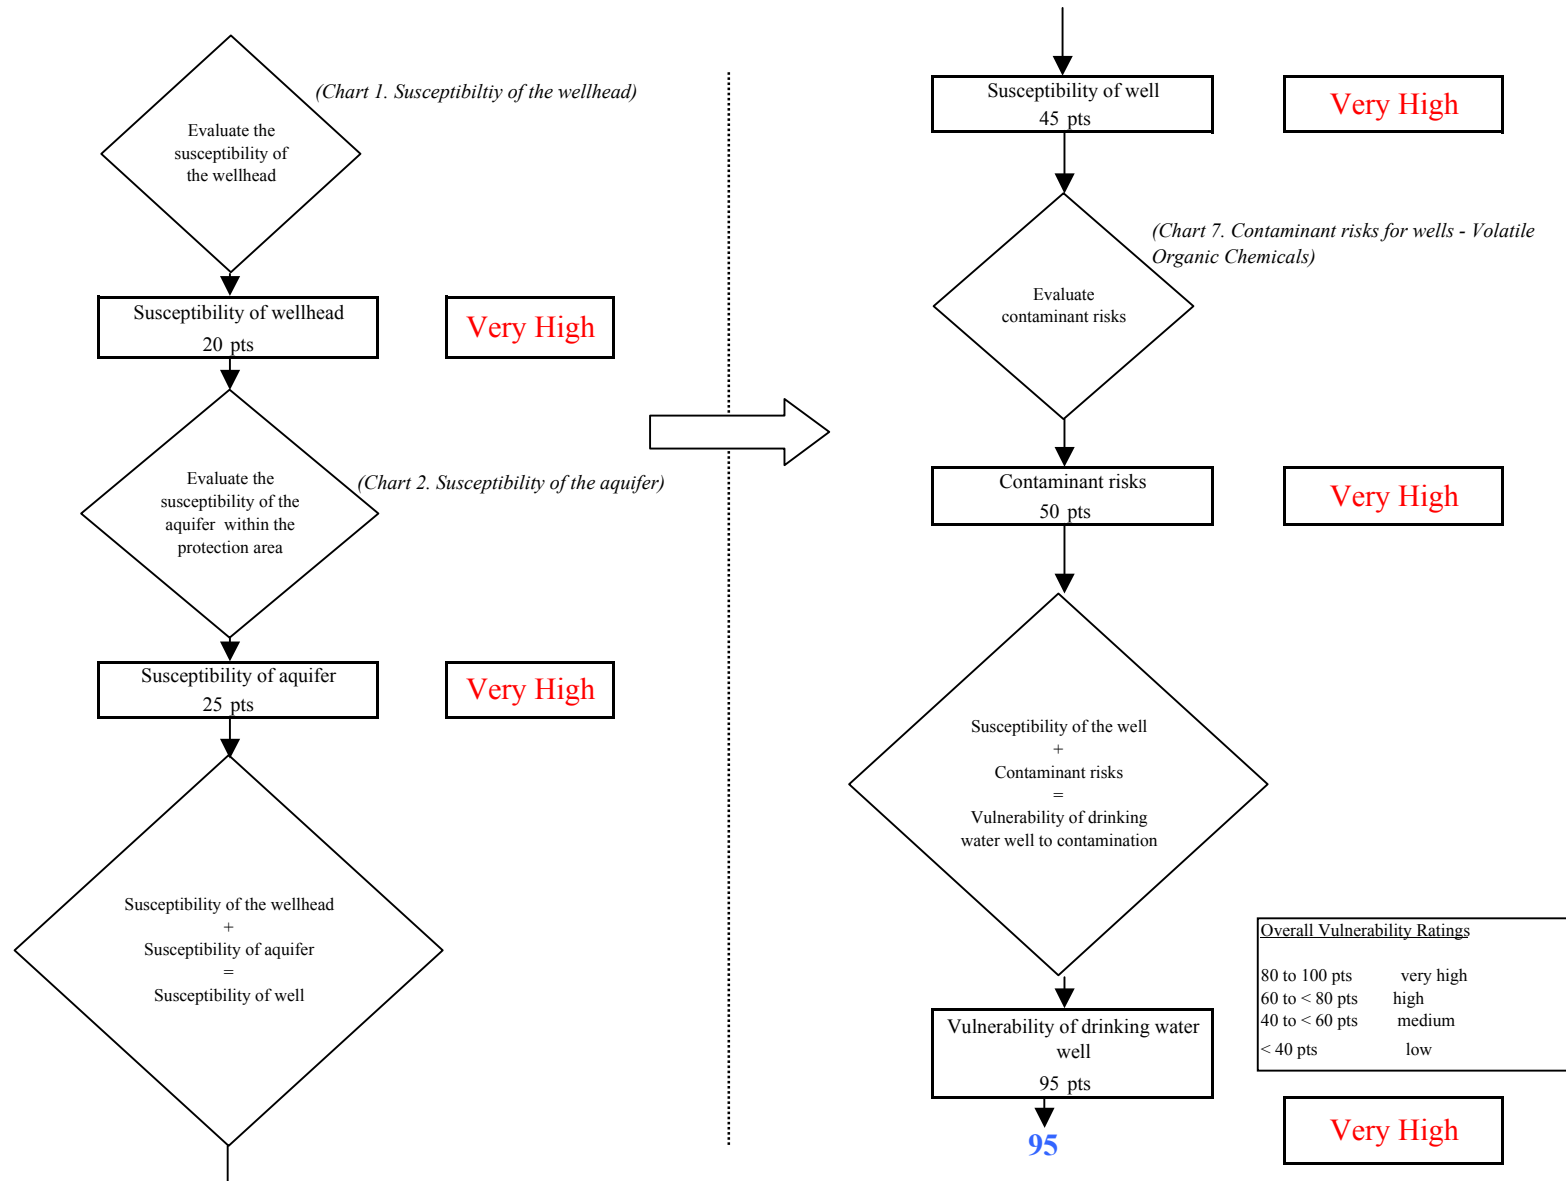 (Chart 1. Susceptibiltiy of the wellhead)
Evaluate the
susceptibility of
the wellhead
Susceptibility of wellhead
20 pts
Very High
(Chart 2. Susceptibility of the aquifer)
Evaluate the
susceptibility of the
aquifer within the
protection area
Susceptibility of aquifer
25 pts
Very High
Susceptibility of the wellhead
+
Susceptibility of aquifer
=
Susceptibility of well
Susceptibility of well
45 pts
Very High
(Chart 7. Contaminant risks for wells - Volatile
Organic Chemicals)
Evaluate
contaminant risks
Contaminant risks
50 pts
Very High
Susceptibility of the well
+
Contaminant risks
=
Vulnerability of drinking
water well to contamination
Overall Vulnerability Ratings
80 to 100 pts very high
60 to < 80 pts high
40 to < 60 pts medium
< 40 pts low
Vulnerability of drinking water
well
95 pts
95
Very High